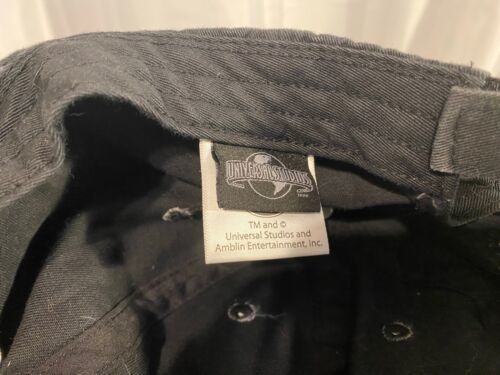 UNIVERSAL STUDIOS
TM and ©
Universal Studios and
Amblin Entertainment, Inc.